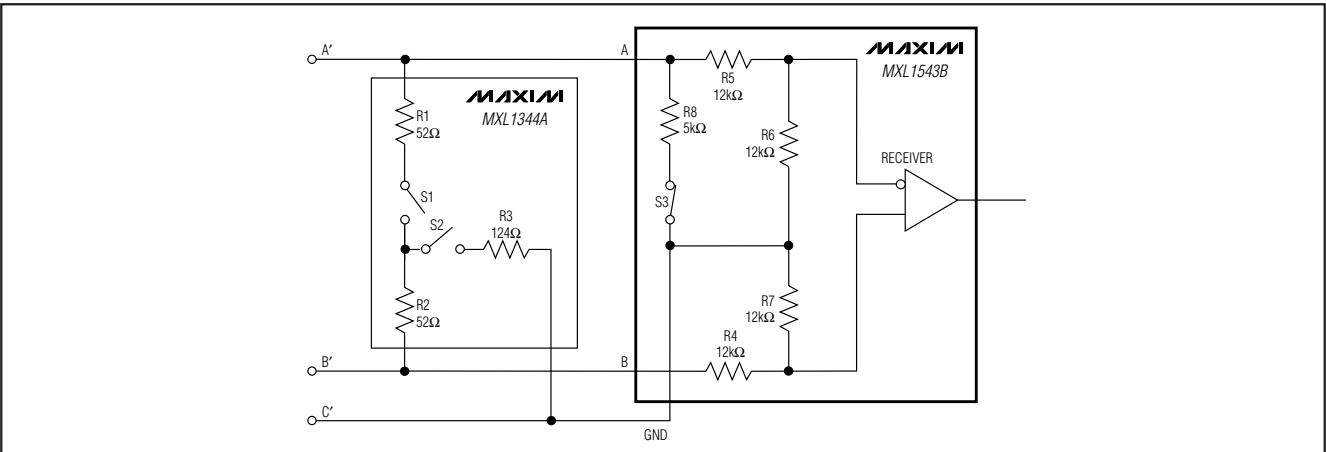 A′
A
MAXIM
MXL1543B
R5
12kΩ
MAXIM
MXL1344A
R1
52Ω
R8
5kΩ
R6
12kΩ
RECEIVER
S1
S3
S2
R3
124Ω
R2
52Ω
R7
12kΩ
R4
12kΩ
B′
B
C′
GND